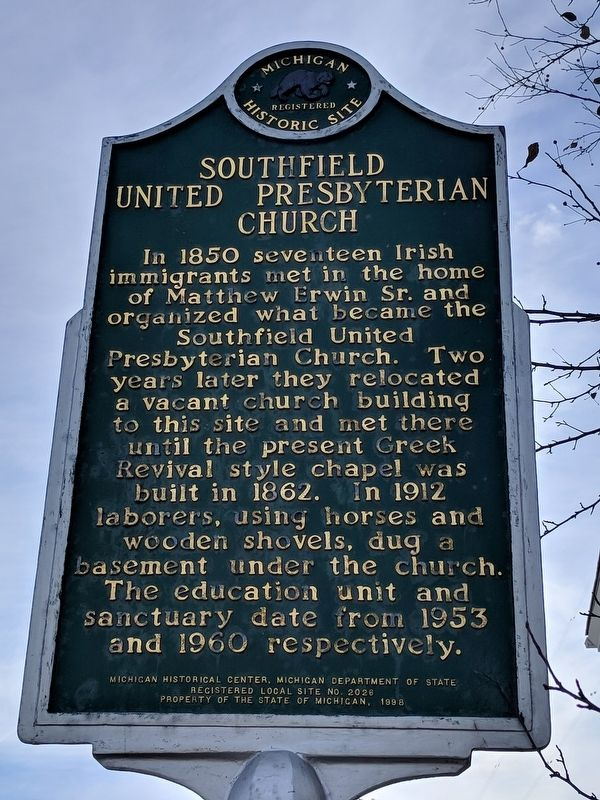 MICHIGAN
REGISTERED
HISTORIC SITE
SOUTHFIELD
UNITED PRESBYTERIAN
CHURCH
In 1850 seventeen Irish
immigrants met in the home
of Matthew Erwin Sr. and
organized what became the
Southfield United
Presbyterian Church. Two
years later they relocated
a vacant church building
to this site and met there
until the present Greek
Revival style chapel was
built in 1862. In 1912
laborers, using horses and
wooden shovels, dug a
basement under the church.
The education unit and
sanctuary date from 1953
and 1960 respectively.
MICHIGAN HISTORICAL CENTER, MICHIGAN DEPARTMENT OF STATE
REGISTERED LOCAL SITE NO. 2026
PROPERTY OF THE STATE OF MICHIGAN, 1998